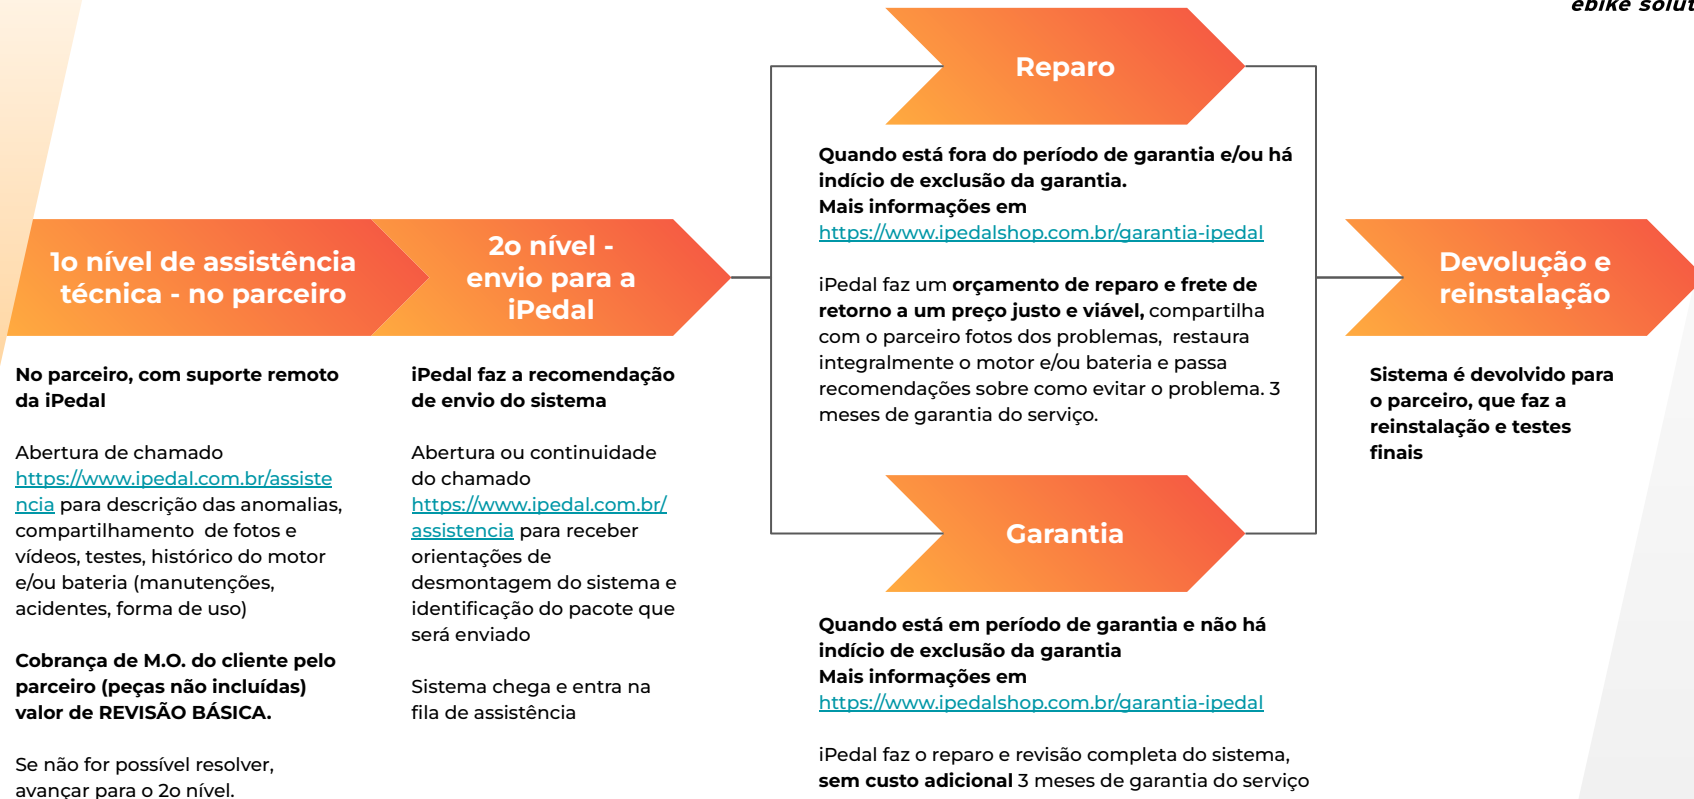 1o nível de assistência
técnica - no parceiro
No parceiro, com suporte remoto
da iPedal
Abertura de chamado
https://www.ipedal.com.br/assiste
ncia para descrição das anomalias,
compartilhamento  de fotos e
vídeos, testes, histórico do motor
e/ou bateria (manutenções,
acidentes, forma de uso)
Cobrança de M.O. do cliente pelo
parceiro (peças não incluídas)
valor de REVISÃO BÁSICA.
Se não for possível resolver,
avançar para o 2o nível.
2o nível -
envio para a
iPedal
iPedal faz a recomendação
de envio do sistema
Abertura ou continuidade
do chamado
https://www.ipedal.com.br/
assistencia para receber
orientações de
desmontagem do sistema e
identificação do pacote que
será enviado
Sistema chega e entra na
fila de assistência
Reparo
Quando está fora do período de garantia e/ou há
indício de exclusão da garantia.
Mais informações em
https://www.ipedalshop.com.br/garantia-ipedal
iPedal faz um orçamento de reparo e frete de
retorno a um preço justo e viável, compartilha
com o parceiro fotos dos problemas,  restaura
integralmente o motor e/ou bateria e passa
recomendações sobre como evitar o problema. 3
meses de garantia do serviço.
Garantia
Quando está em período de garantia e não há
indício de exclusão da garantia
Mais informações em
https://www.ipedalshop.com.br/garantia-ipedal
iPedal faz o reparo e revisão completa do sistema,
sem custo adicional 3 meses de garantia do serviço
ebike solut
Devolução e
reinstalação
Sistema é devolvido para
o parceiro, que faz a
reinstalação e testes
finais